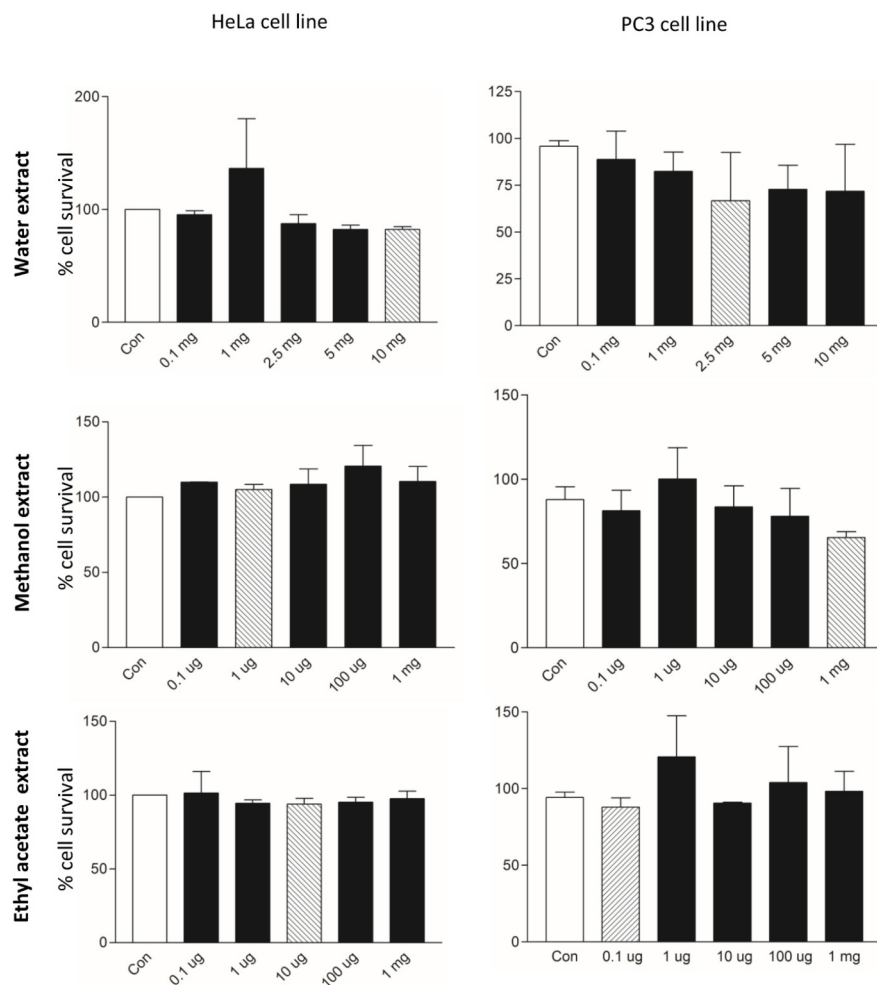 HeLa cell line
PC3 cell line
Water extract
% cell survival
200
100
0
Con
0.1 mg
1 mg
2.5 mg
5 mg
10 mg
125
100
75
50
25
0
Con
0.1 mg
1 mg
2.5 mg
5 mg
10 mg
Methanol extract
% cell survival
150
100
50
0
Con
0.1 ug
1 ug
10 ug
100 ug
1 mg
150
100
50
0
Con
0.1 ug
1 ug
10 ug
100 ug
1 mg
Ethyl acetate extract
% cell survival
150
100
50
0
Con
0.1 ug
1 ug
10 ug
100 ug
1 mg
150
100
50
0
Con
0.1 ug
1 ug
10 ug
100 ug
1 mg